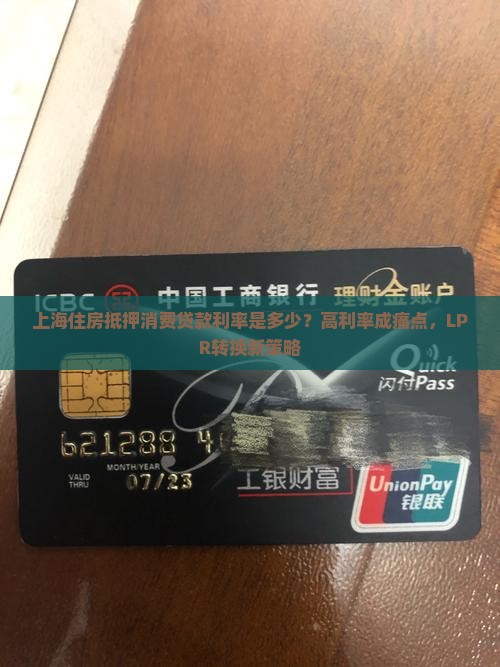 ICBC 中国工商银行 理财金账户
上海住房抵押消费贷款利率是多少？高利率成痛点，LP
R转换新策略
Quick
闪付Pass
621288 4
MONTH/YEAR
VALID
THRU
07/23
工银财富
UnionPay
银联